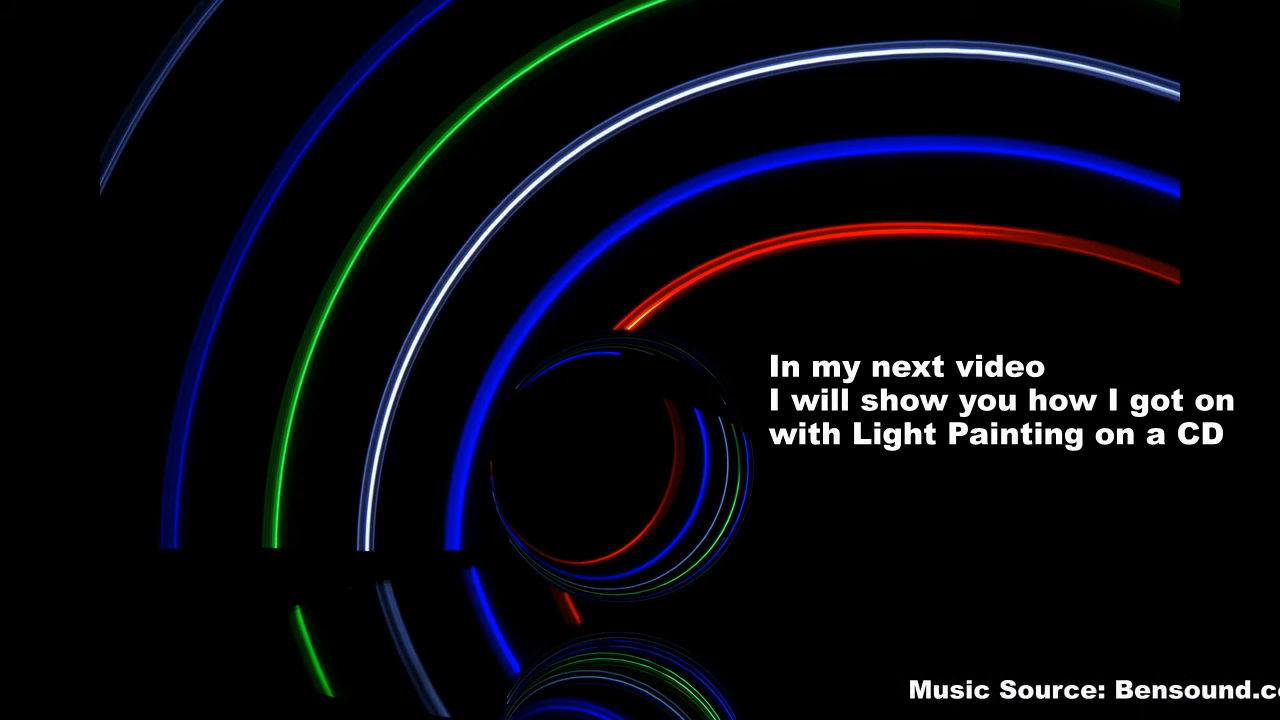 In my next video
I will show you how I got on
with Light Painting on a CD
Music Source: Bensound.c